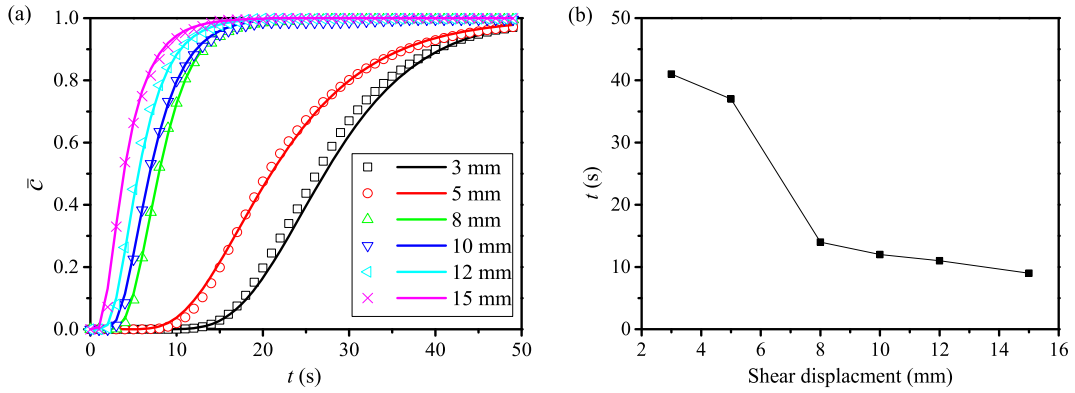 (a)
1.0
0.8
0.6
0.4
0.2
0.0
c̅
0 10 20 30 40 50
t (s)
3 mm
5 mm
8 mm
10 mm
12 mm
15 mm
(b)
50
40
30
20
10
0
t (s)
2 4 6 8 10 12 14 16
Shear displacment (mm)